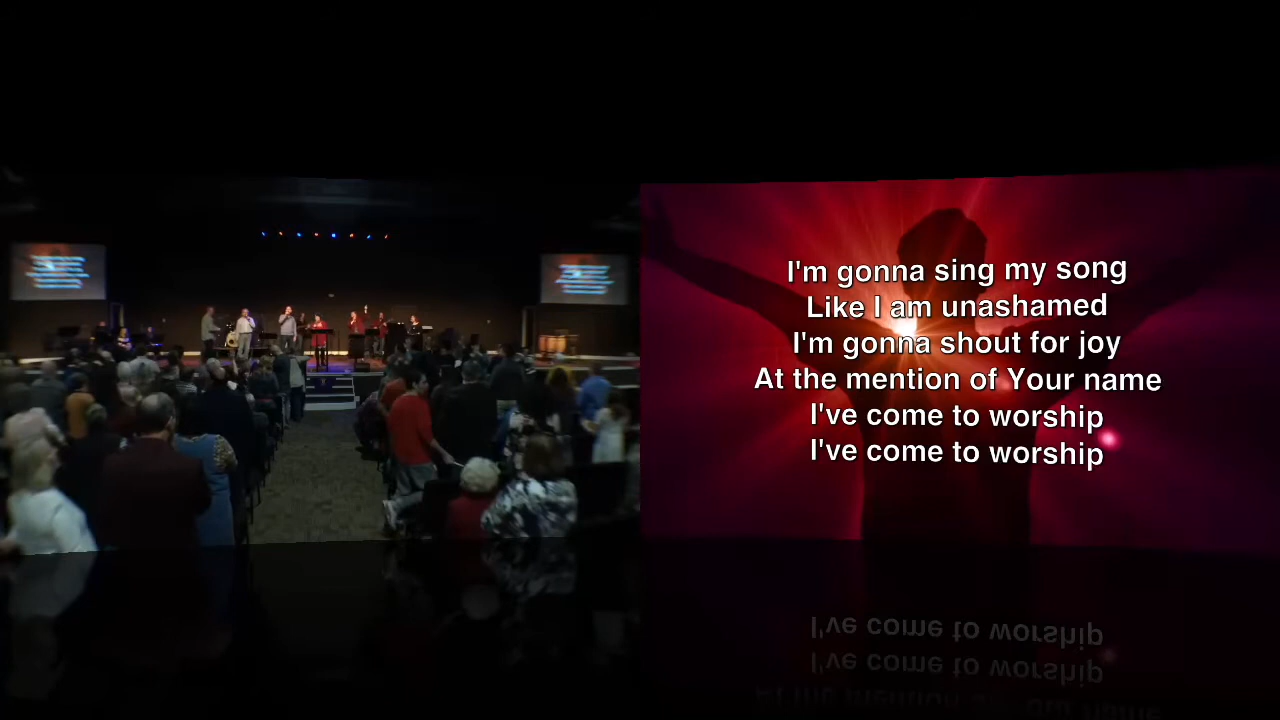 I'm gonna sing my song
Like I am unashamed
I'm gonna shout for joy
At the mention of Your name
I've come to worship
I've come to worship